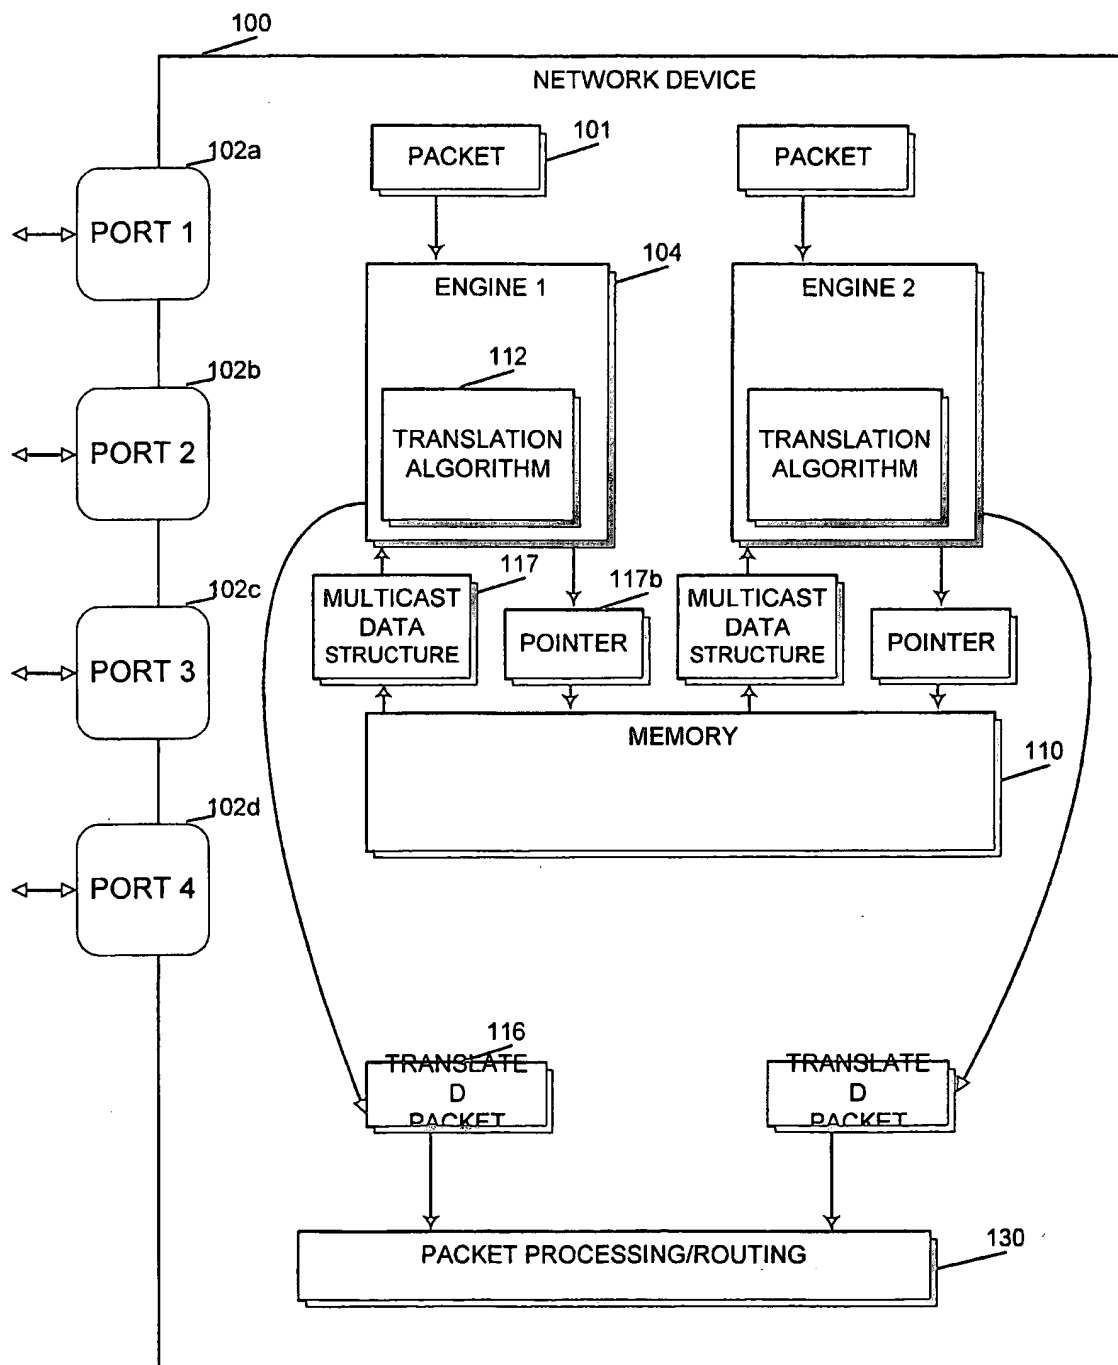 100
NETWORK DEVICE
102a
PORT 1
101
PACKET
PACKET
104
ENGINE 1
ENGINE 2
112
TRANSLATION
ALGORITHM
TRANSLATION
ALGORITHM
102b
PORT 2
117
MULTICAST
DATA
STRUCTURE
117b
POINTER
MULTICAST
DATA
STRUCTURE
POINTER
102c
PORT 3
MEMORY
110
102d
PORT 4
116
TRANSLATE
D
PACKET
TRANSLATE
D
PACKET
PACKET PROCESSING/ROUTING
130